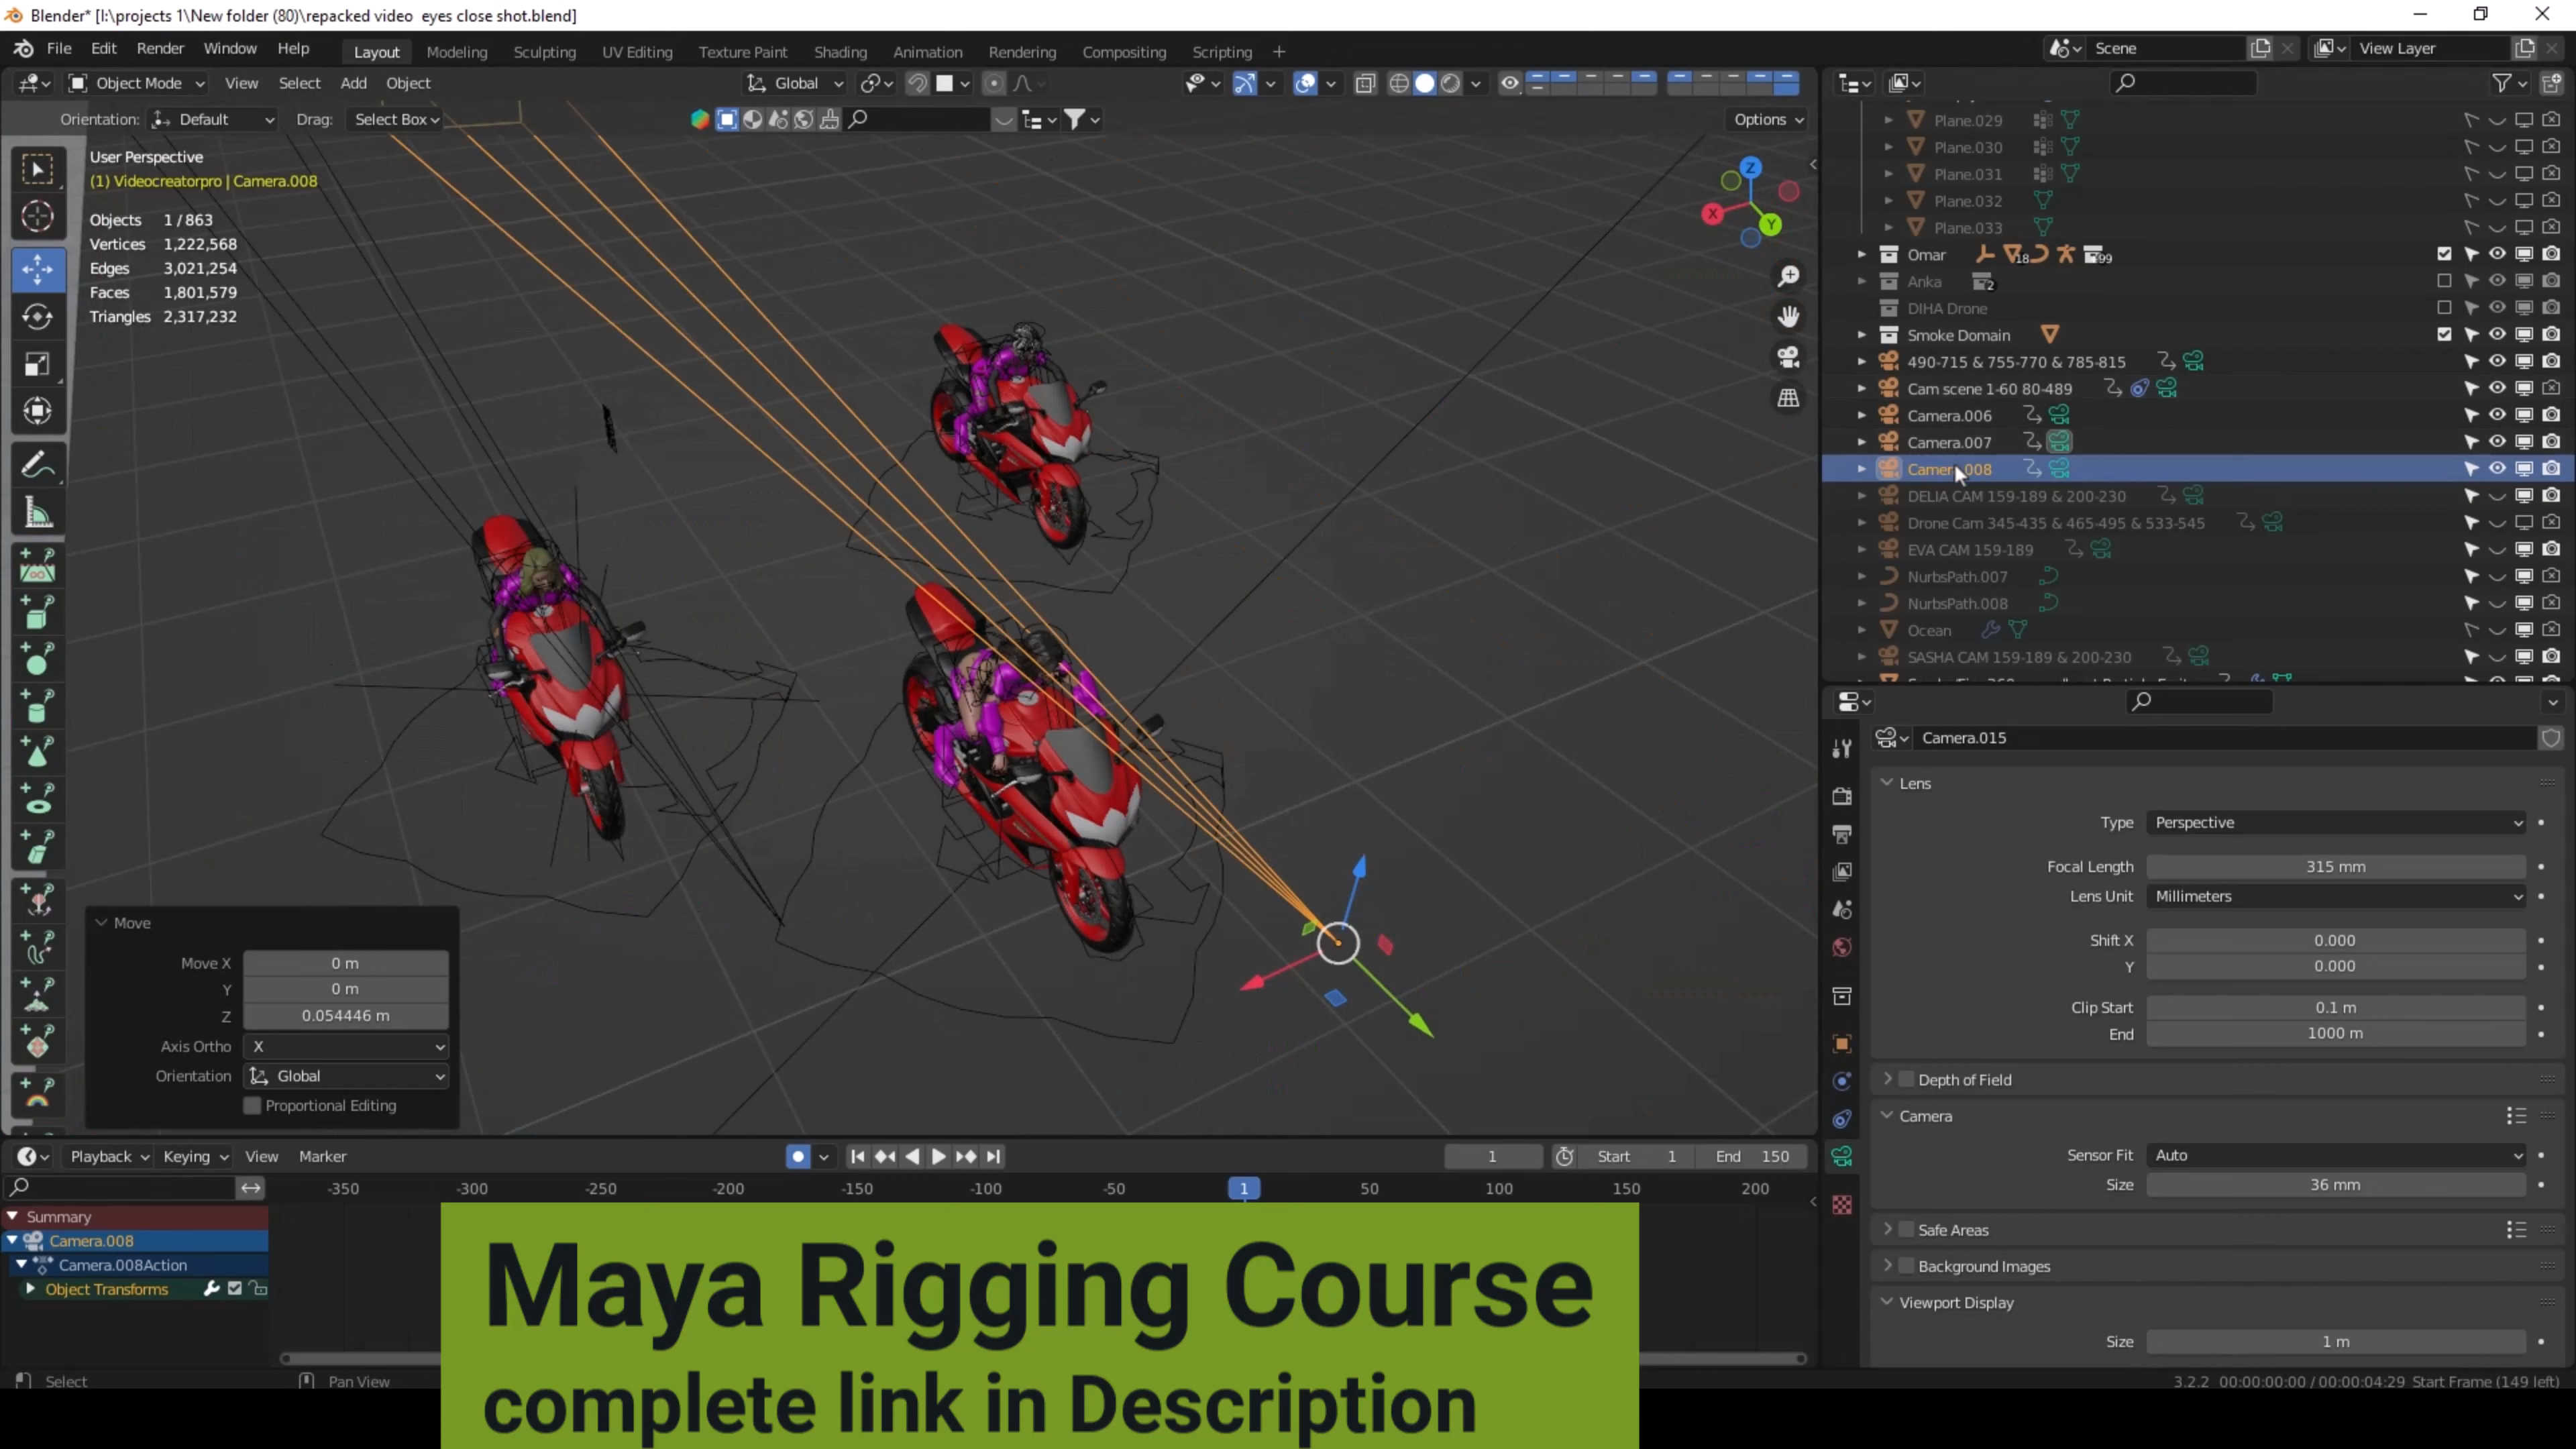 Blender* [I:\projects 1\New folder (80)\repacked video  eyes close shot.blend]
File Edit Render Window Help Layout Modeling Sculpting UV Editing Texture Paint Shading Animation Rendering Compositing Scripting + Scene View Layer
Object Mode View Select Add Object Global
Orientation: Default Drag: Select Box Options
User Perspective
(1) Videocreatorpro | Camera.008
Objects 1 / 863
Vertices 1,222,568
Edges 3,021,254
Faces 1,801,579
Triangles 2,317,232
X
Y
Z
Move
Move X 0 m
Y 0 m
Z 0.054446 m
Axis Ortho X
Orientation Global
Proportional Editing
Plane.029
Plane.030
Plane.031
Plane.032
Plane.033
Omar 18 99
Anka 2
DIHA Drone
Smoke Domain
490-715 & 755-770 & 785-815
Cam scene 1-60 80-489
Camera.006
Camera.007
Camera.008
DELIA CAM 159-189 & 200-230
Drone Cam 345-435 & 465-495 & 533-545
EVA CAM 159-189
NurbsPath.007
NurbsPath.008
Ocean
SASHA CAM 159-189 & 200-230
Camera.015
Lens
Type Perspective
Focal Length 315 mm
Lens Unit Millimeters
Shift X 0.000
Y 0.000
Clip Start 0.1 m
End 1000 m
Depth of Field
Camera
Sensor Fit Auto
Size 36 mm
Safe Areas
Background Images
Viewport Display
Size 1 m
Playback Keying View Marker 1 Start 1 End 150
-350 -300 -250 -200 -150 -100 -50 1 50 100 150 200
Summary
Camera.008
Camera.008Action
Object Transforms
Maya Rigging Course
complete link in Description
Select Pan View 3.2.2 00:00:00:00 / 00:00:04:29 Start Frame (149 left)